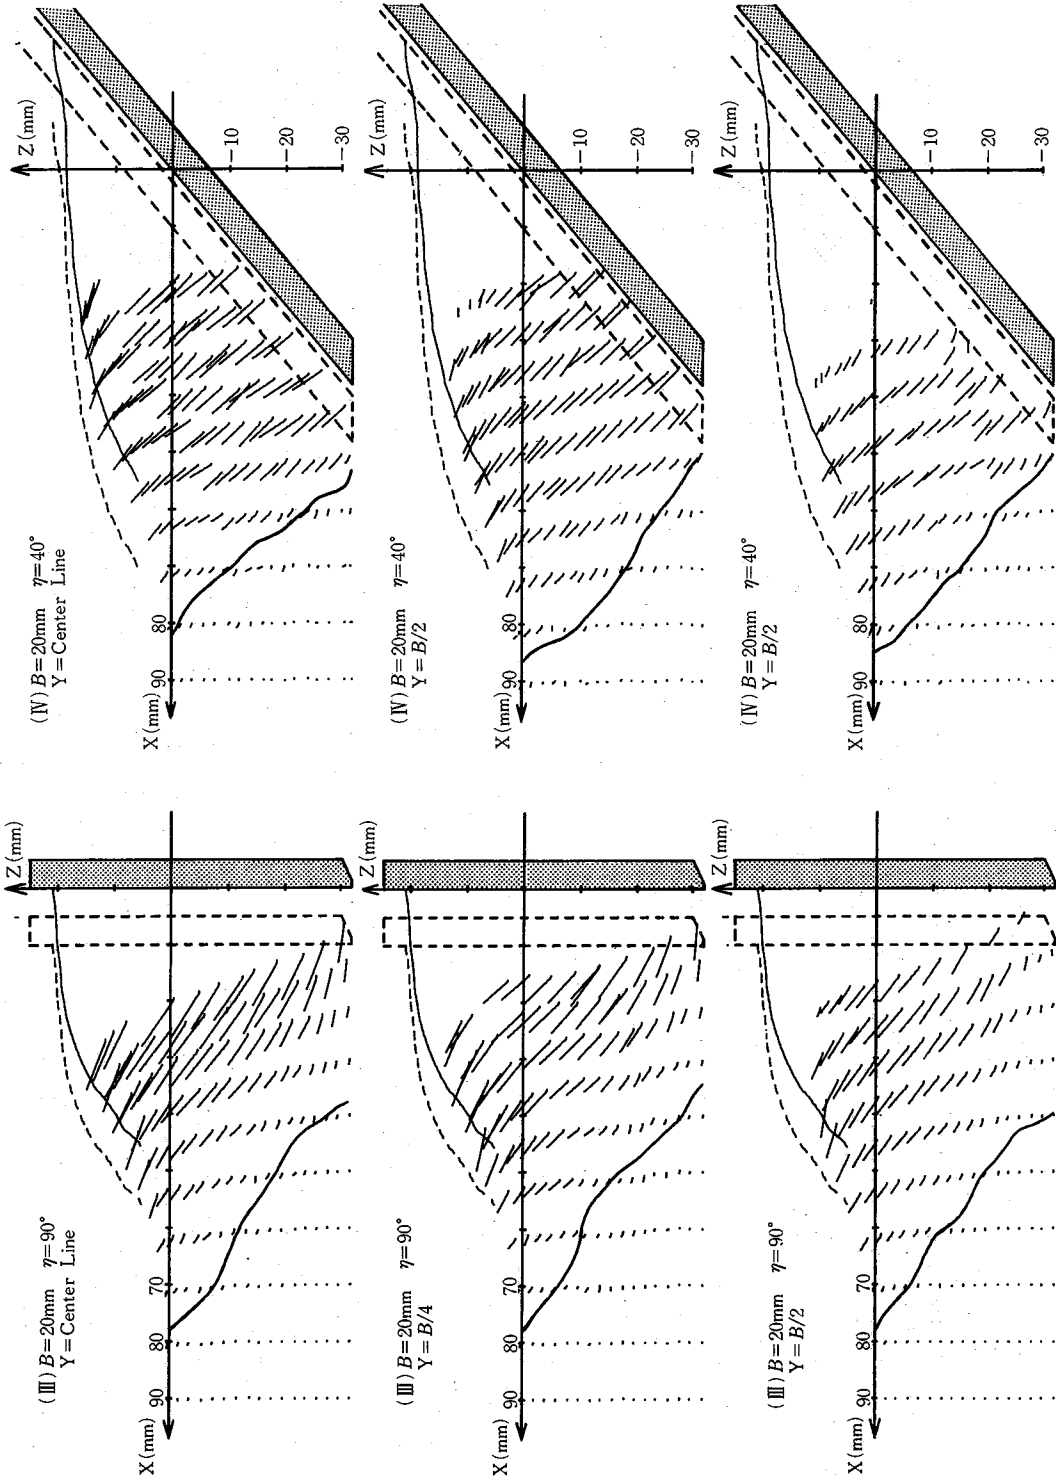 (Ⅲ) B=20mm η=90°
Y=Center Line
X(mm)
90
80
70
Z(mm)
(Ⅳ) B=20mm η=40°
Y=Center Line
X(mm)
90
80
Z(mm)
10
20
30
(Ⅲ) B=20mm η=90°
Y=B/4
X(mm)
90
80
70
Z(mm)
(Ⅳ) B=20mm η=40°
Y=B/2
X(mm)
90
80
Z(mm)
10
20
30
(Ⅲ) B=20mm η=90°
Y=B/2
X(mm)
90
80
70
Z(mm)
(Ⅳ) B=20mm η=40°
Y=B/2
X(mm)
90
80
Z(mm)
10
20
30